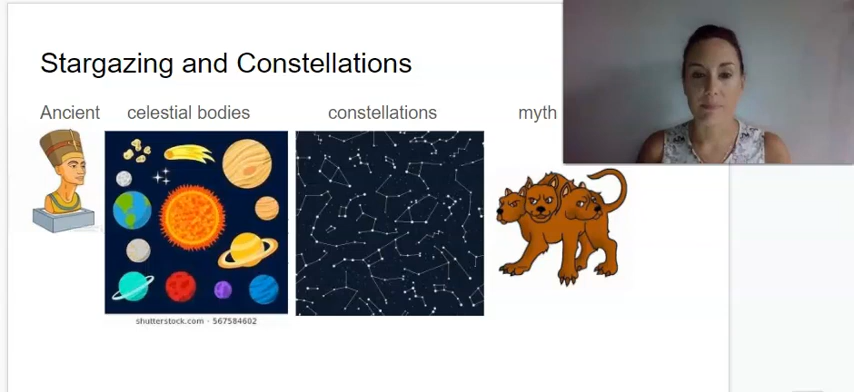 Stargazing and Constellations
Ancient celestial bodies constellations myth
shutterstock.com · 567584602